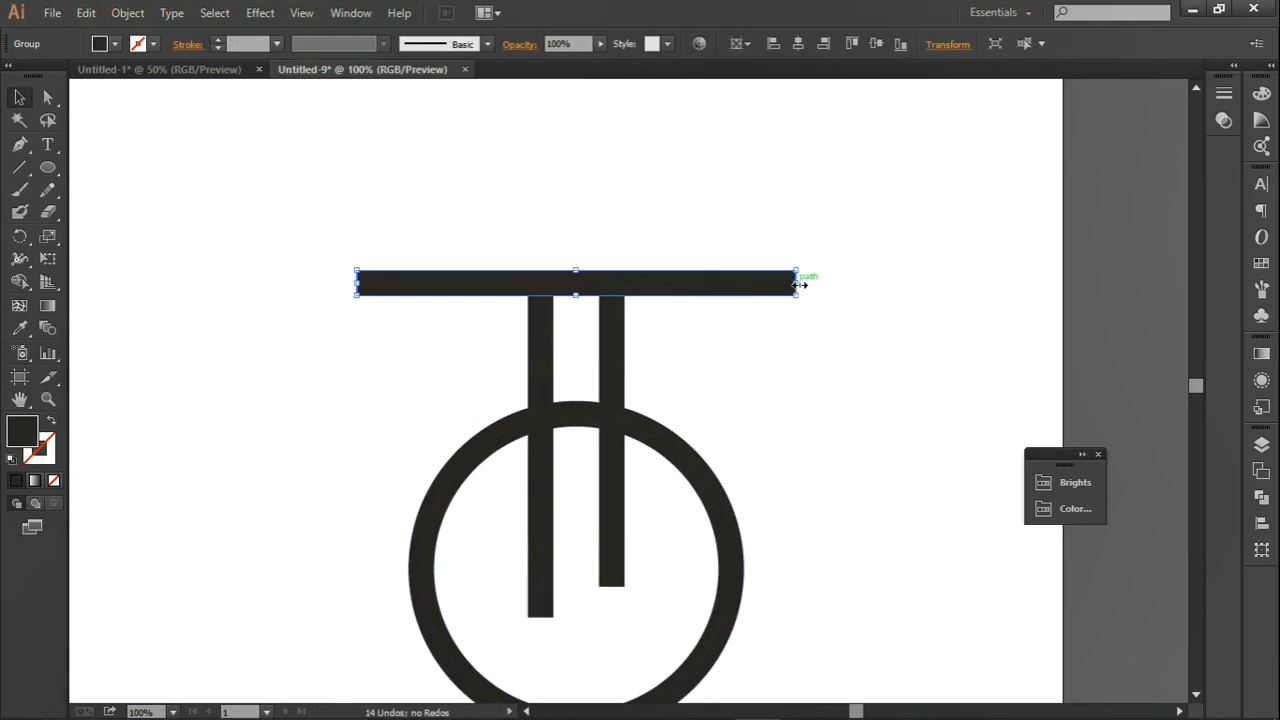 Ai File Edit Object Type Select Effect View Window Help Br Essentials
Group Stroke: Basic Opacity: 100% Style: Transform
Untitled-1* @ 50% (RGB/Preview) × Untitled-9* @ 100% (RGB/Preview) ×
path
Brights
Color...
100% 1 14 Undos; no Redos